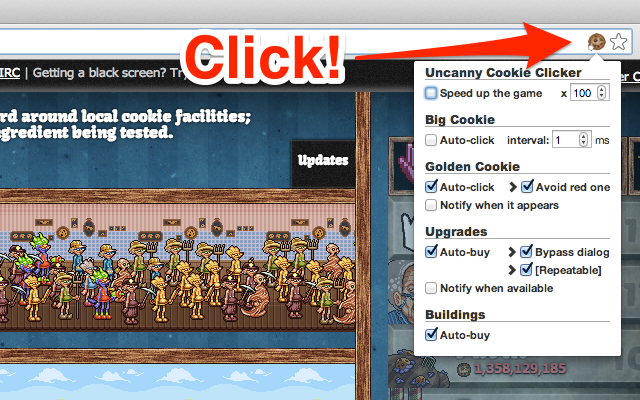 Click!
IRC | Getting a black screen? Try
rd around local cookie facilities;
ngredient being tested.
Updates
Uncanny Cookie Clicker
Speed up the game x 100
Big Cookie
Auto-click interval: 1 ms
Golden Cookie
Auto-click Avoid red one
Notify when it appears
Upgrades
Auto-buy Bypass dialog
[Repeatable]
Notify when available
Buildings
Auto-buy
1,358,129,185